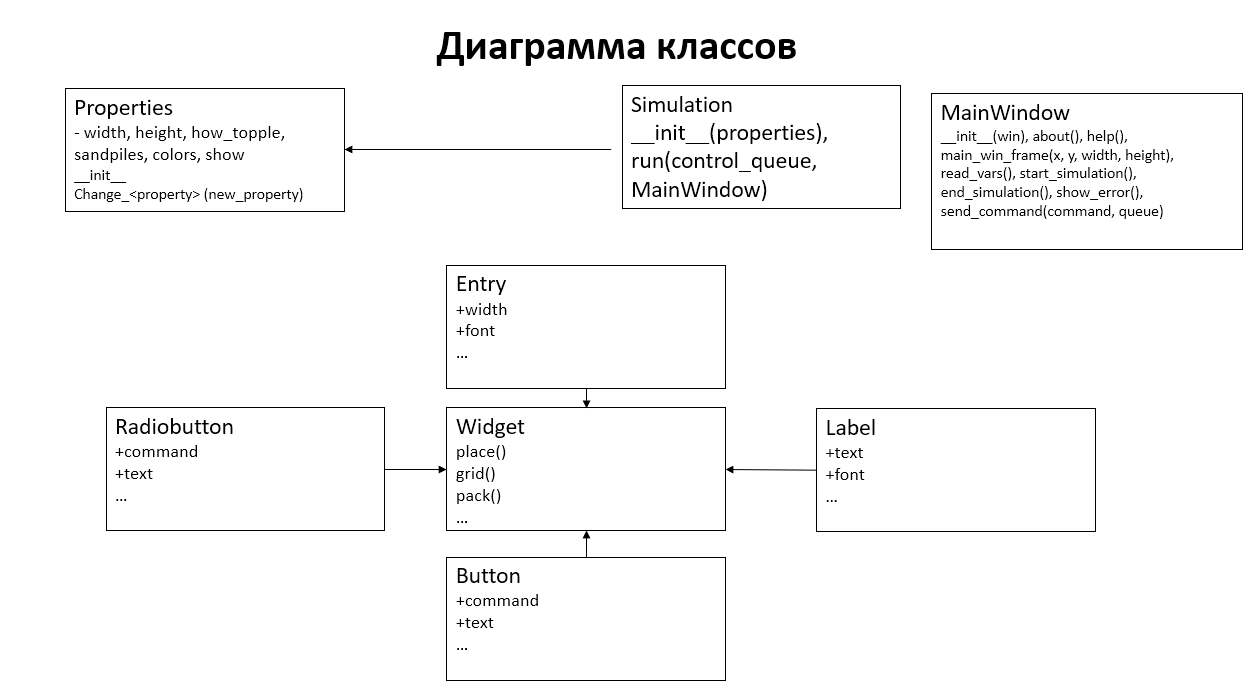 Диаграмма классов
Properties
- width, height, how_topple,
sandpiles, colors, show
__init__
Change_<property> (new_property)
Simulation
__init__(properties),
run(control_queue,
MainWindow)
MainWindow
__init__(win), about(), help(),
main_win_frame(x, y, width, height),
read_vars(), start_simulation(),
end_simulation(), show_error(),
send_command(command, queue)
Entry
+width
+font
...
Radiobutton
+command
+text
...
Widget
place()
grid()
pack()
...
Label
+text
+font
...
Button
+command
+text
...